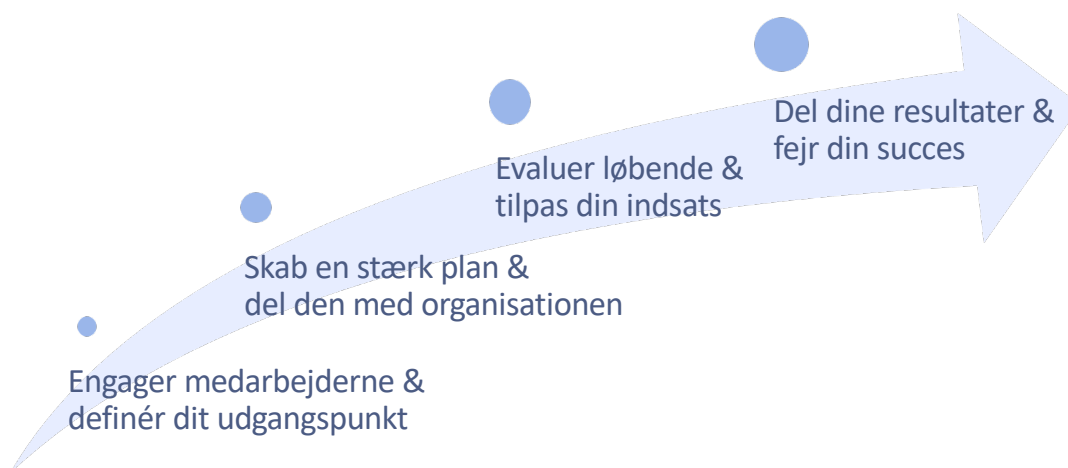 Del dine resultater &
fejr din succes
Evaluer løbende &
tilpas din indsats
Skab en stærk plan &
del den med organisationen
Engager medarbejderne &
definér dit udgangspunkt